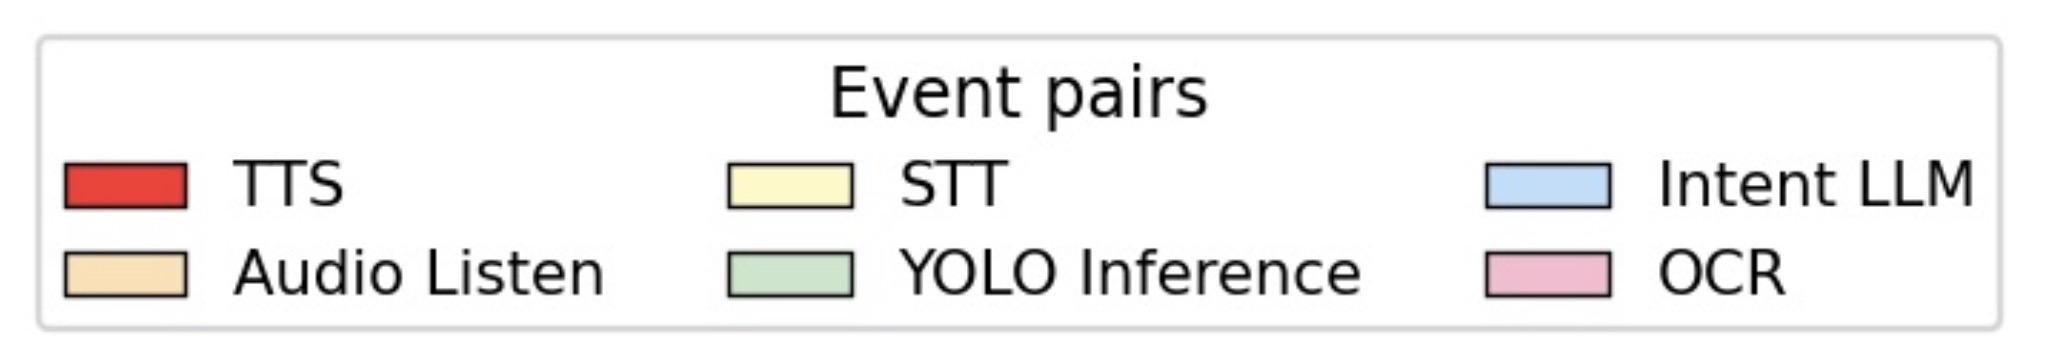 Event pairs
TTS STT Intent LLM
Audio Listen YOLO Inference OCR